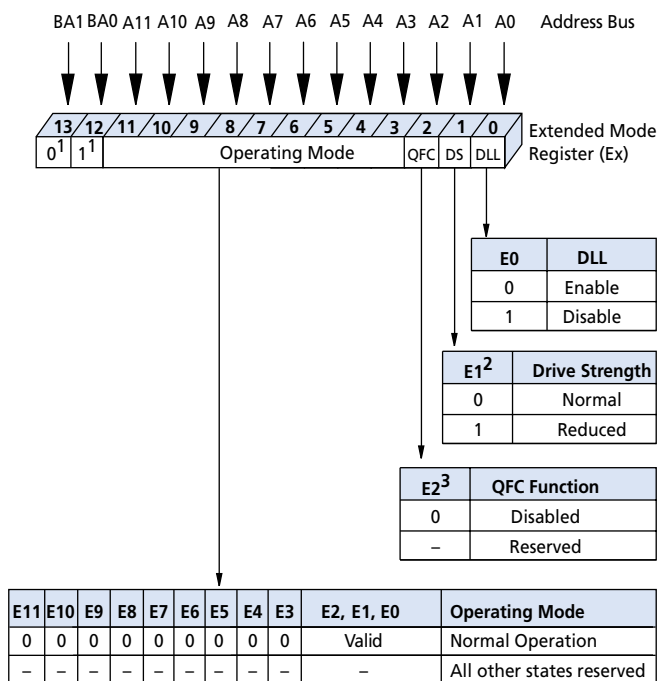 BA1 BA0 A11 A10 A9 A8 A7 A6 A5 A4 A3 A2 A1 A0 Address Bus
13 12 11 10 9 8 7 6 5 4 3 2 1 0
Extended Mode
Register (Ex)
0¹ 1¹ Operating Mode QFC DS DLL
E0 DLL
0 Enable
1 Disable
E1² Drive Strength
0 Normal
1 Reduced
E2³ QFC Function
0 Disabled
– Reserved
E11 E10 E9 E8 E7 E6 E5 E4 E3 E2, E1, E0 Operating Mode
0 0 0 0 0 0 0 0 0 Valid Normal Operation
– – – – – – – – – – All other states reserved